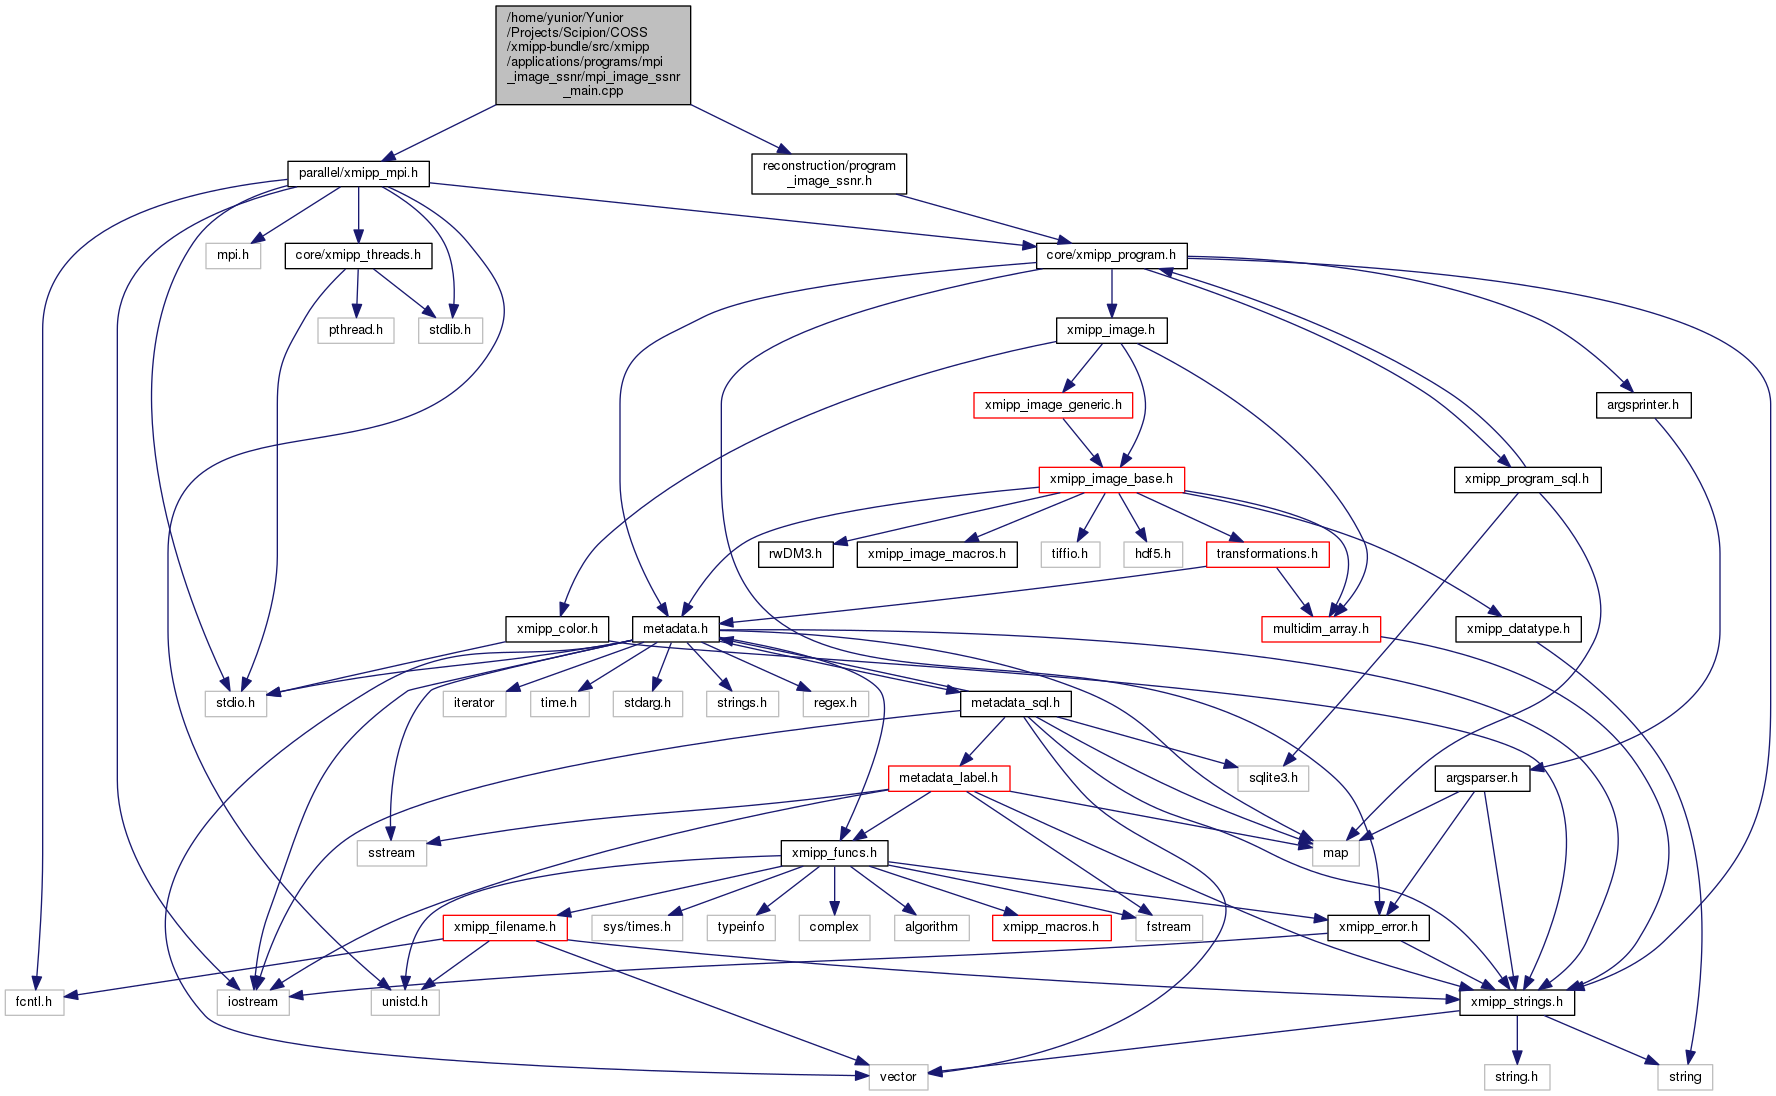 /home/yunior/Yunior
/Projects/Scipion/COSS
/xmipp-bundle/src/xmipp
/applications/programs/mpi
_image_ssnr/mpi_image_ssnr
_main.cpp
parallel/xmipp_mpi.h
reconstruction/program
_image_ssnr.h
mpi.h
core/xmipp_threads.h
core/xmipp_program.h
pthread.h
stdlib.h
xmipp_image.h
xmipp_image_generic.h
argsprinter.h
xmipp_image_base.h
xmipp_program_sql.h
rwDM3.h
xmipp_image_macros.h
tiffio.h
hdf5.h
transformations.h
xmipp_color.h
metadata.h
multidim_array.h
xmipp_datatype.h
stdio.h
iterator
time.h
stdarg.h
strings.h
regex.h
metadata_sql.h
metadata_label.h
sqlite3.h
argsparser.h
sstream
xmipp_funcs.h
map
xmipp_filename.h
sys/times.h
typeinfo
complex
algorithm
xmipp_macros.h
fstream
xmipp_error.h
fcntl.h
iostream
unistd.h
xmipp_strings.h
vector
string.h
string